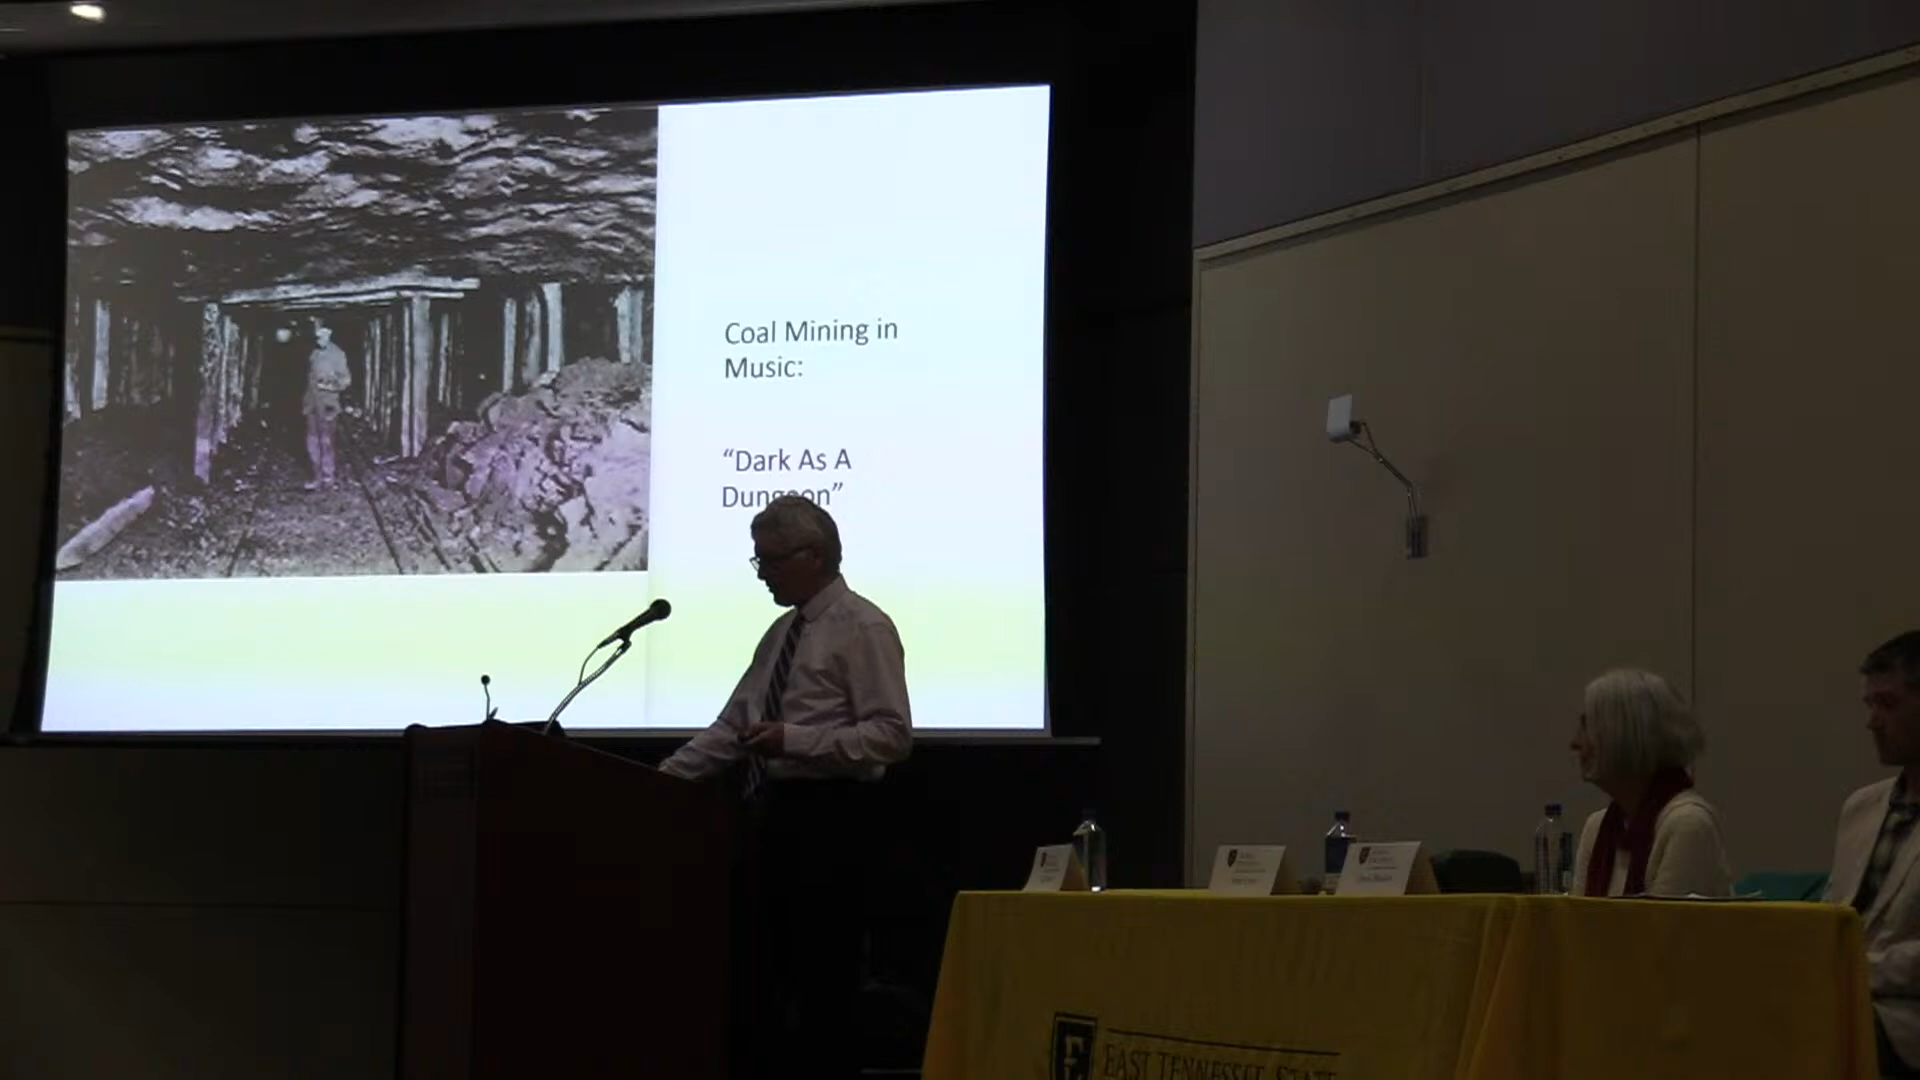 Coal Mining in
Music:
“Dark As A
Dungeon”
EAST TENNESSEE STATE